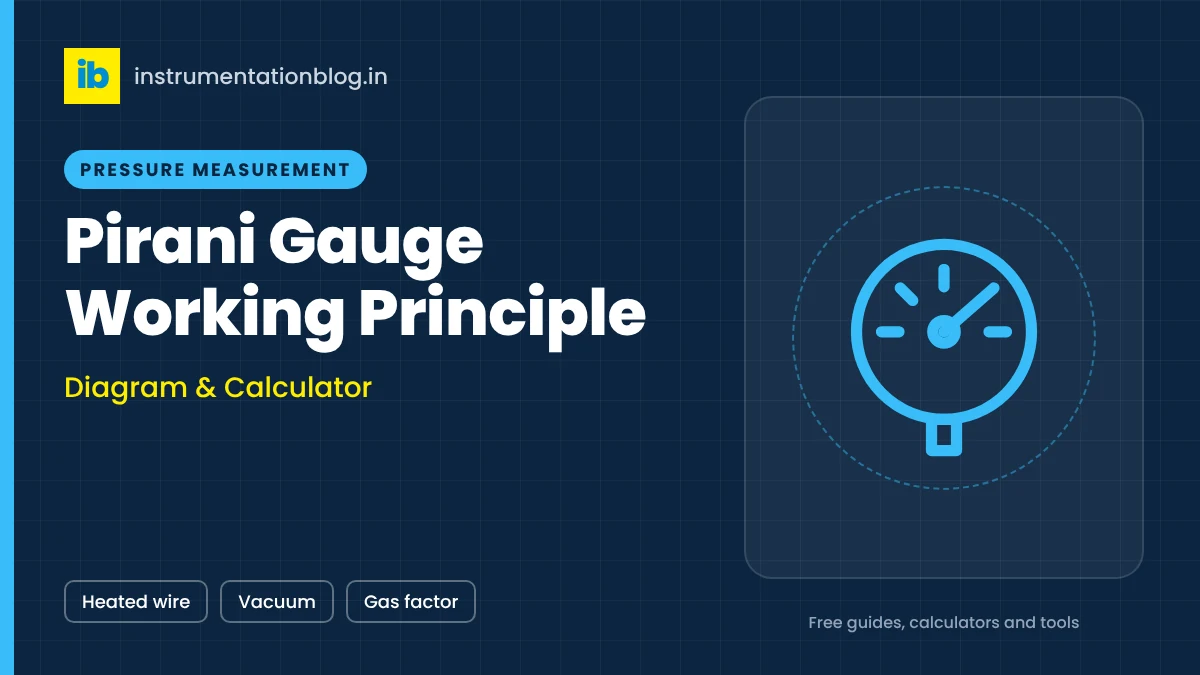 ib
instrumentationblog.in
PRESSURE MEASUREMENT
Pirani Gauge
Working Principle
Diagram & Calculator
Heated wire
Vacuum
Gas factor
Free guides, calculators and tools